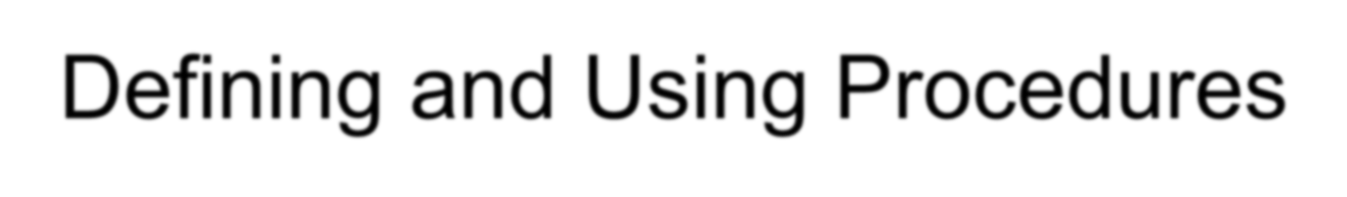 Defining and Using Procedures